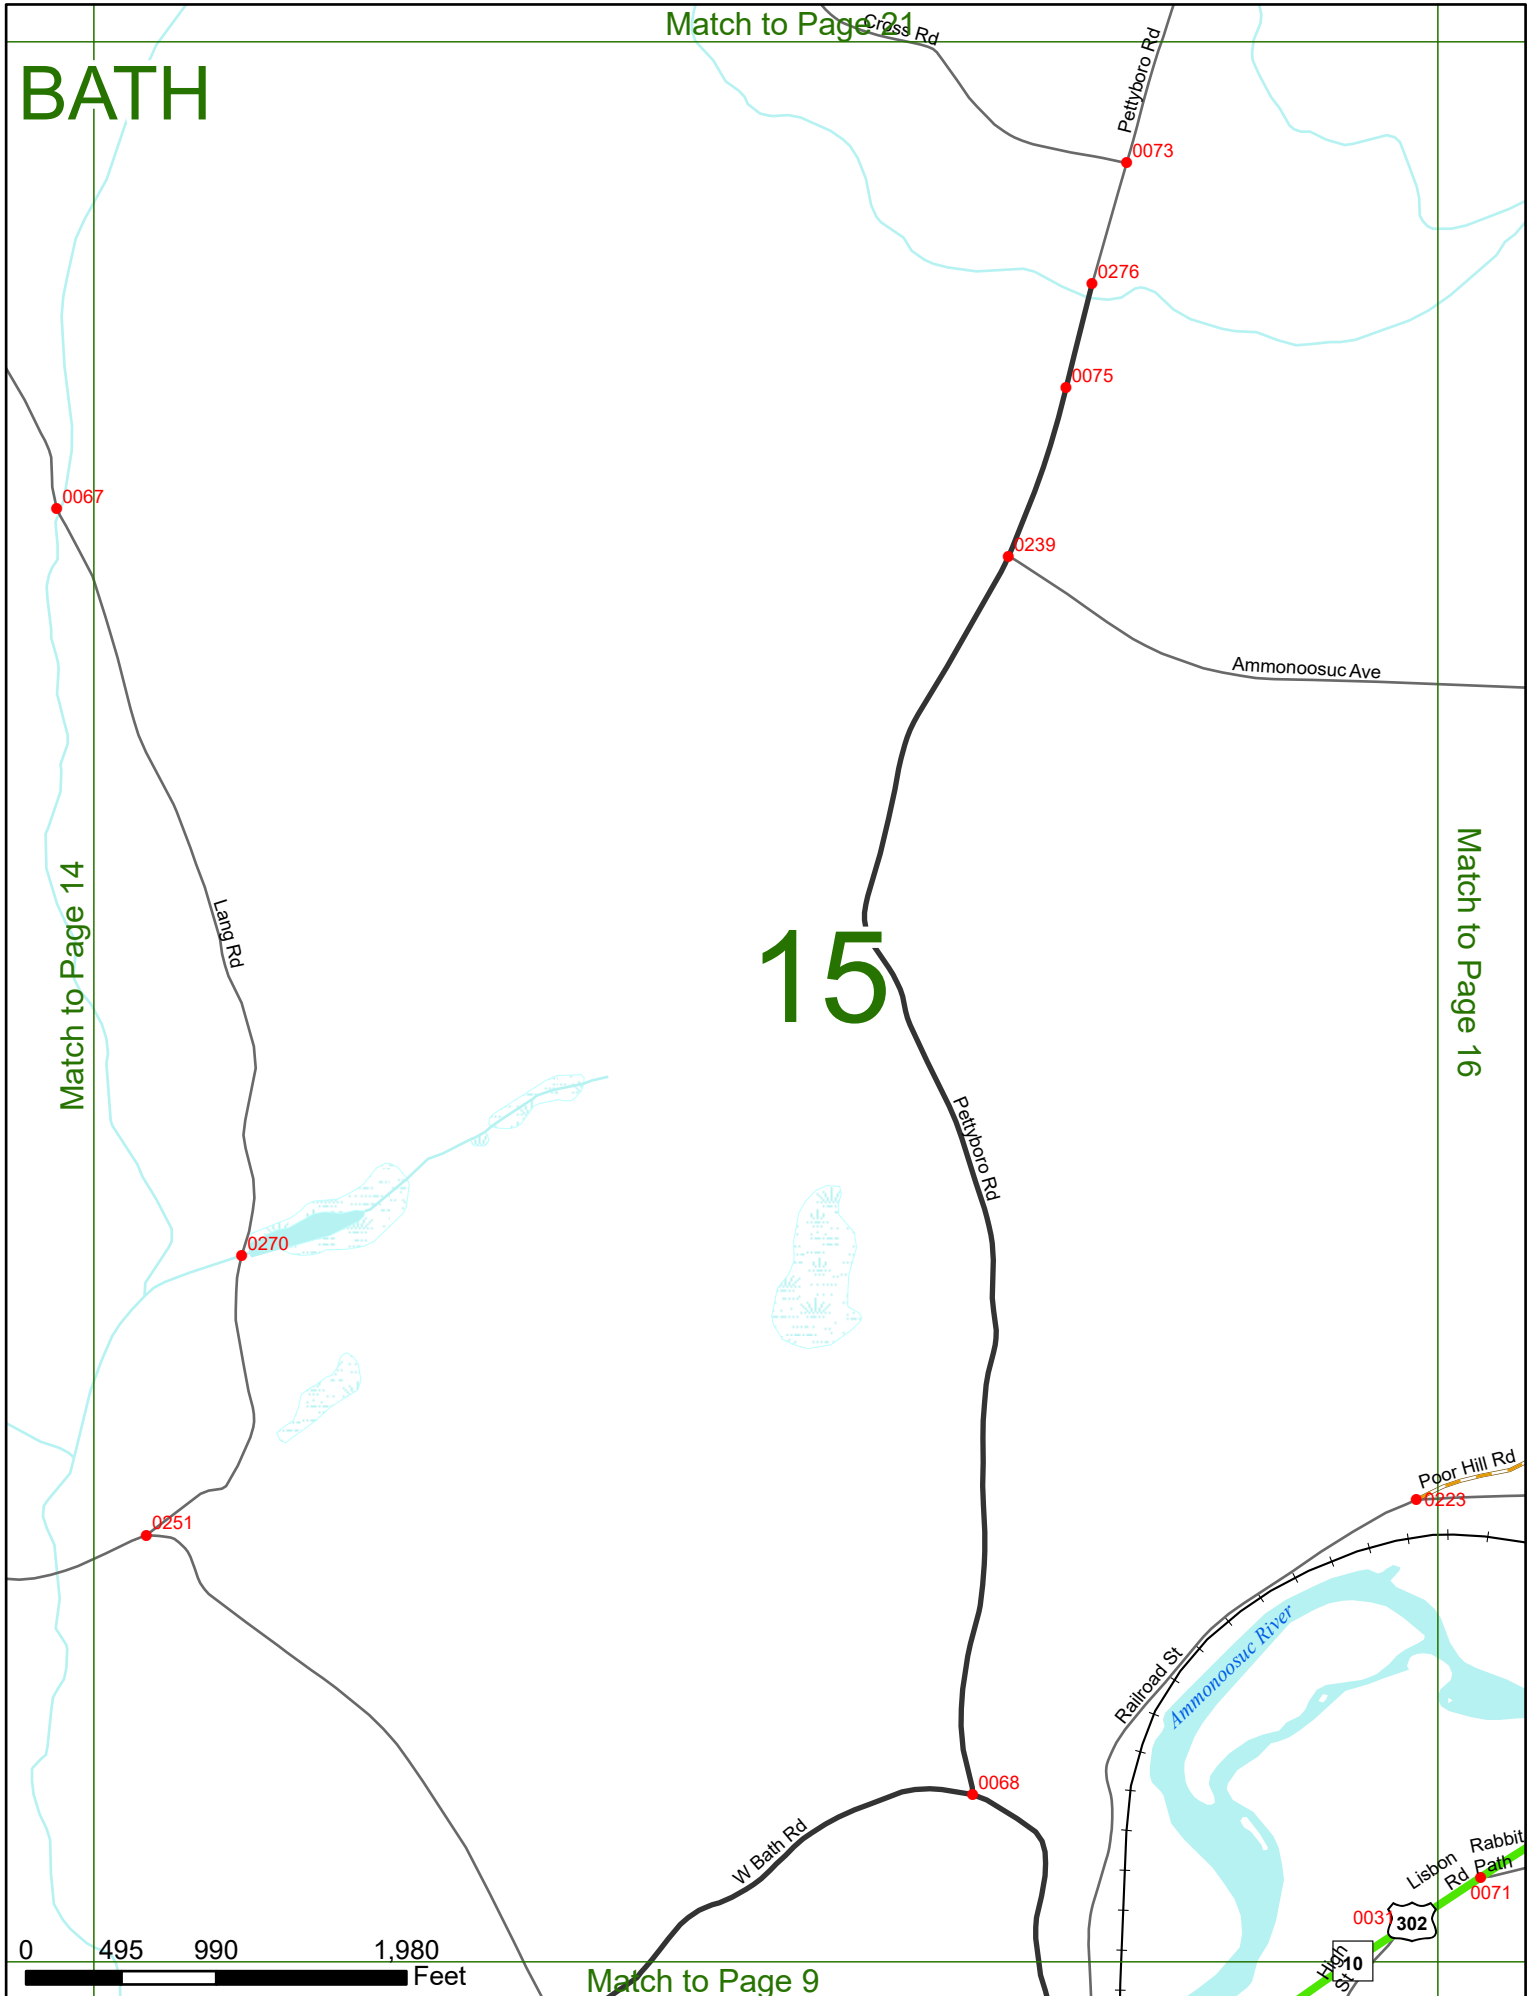 Match to Page 21
Cross Rd
BATH
Pettyboro Rd
0073
0276
0075
0067
0239
Ammonoosuc Ave
Match to Page 14
Lang Rd
15
Match to Page 16
Pettyboro Rd
0270
Poor Hill Rd
0223
0251
Ammonoosuc River
Railroad St
0068
W Bath Rd
Rabbit
Path
Lisbon
Rd
0071
0031
302
10
High
St
0 495 990 1,980
Feet
Match to Page 9